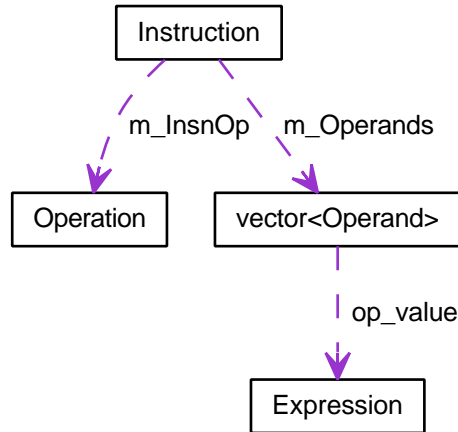 Instruction
m_InsnOp
m_Operands
Operation
vector<Operand>
op_value
Expression